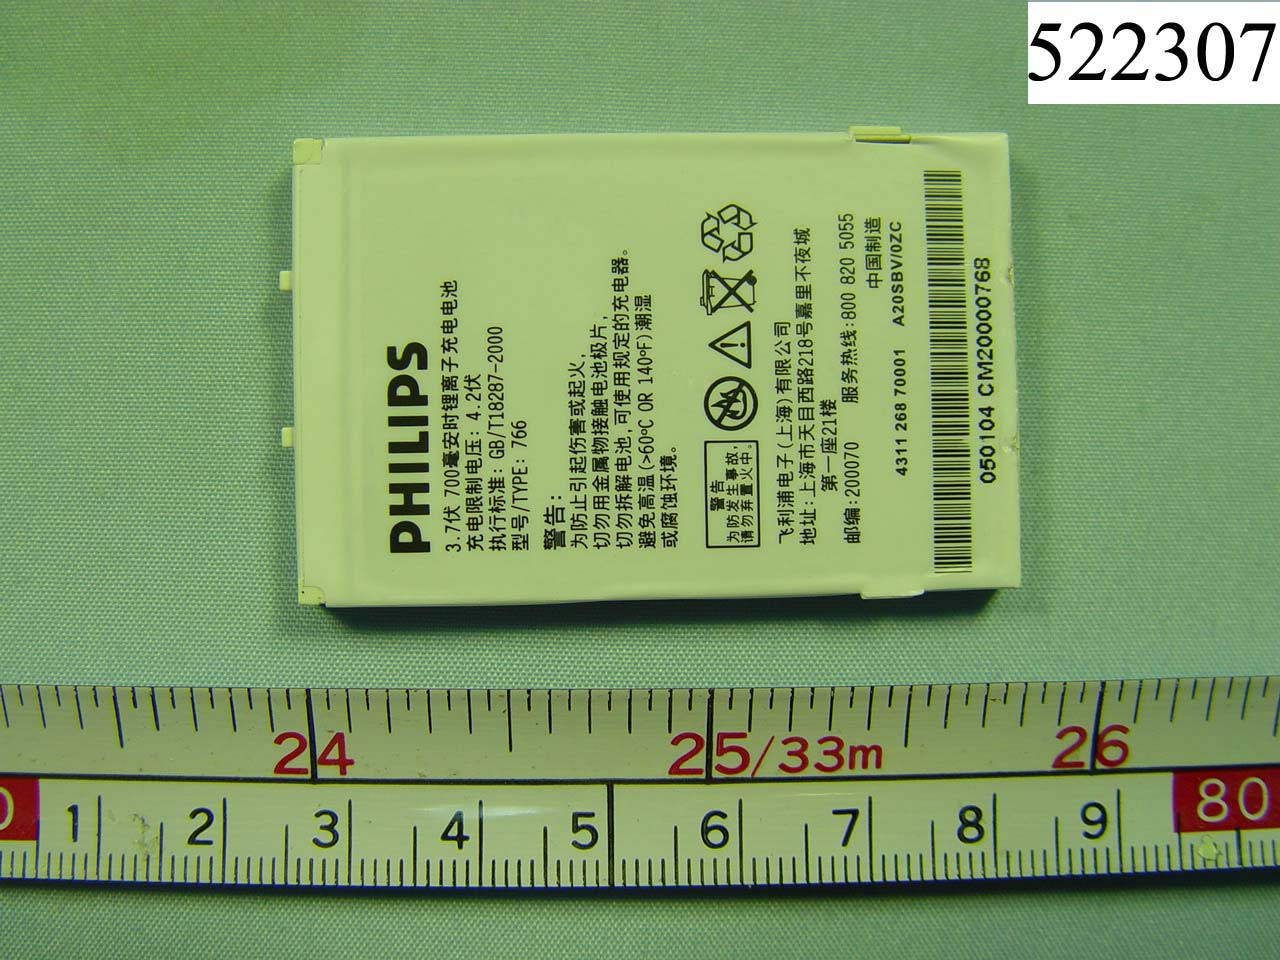 522307
PHILIPS
3.7伏 700毫安时锂离子充电电池
充电限制电压: 4.2伏
执行标准: GB/T18287-2000
型号/TYPE: 766
警告:
为防止引起伤害或起火,
切勿用金属物接触电池极片,
切勿拆解电池,可使用规定的充电器。
避免高温(>60ºC OR 140ºF)潮湿
或腐蚀环境。
警告
为防发生事故,
请勿弃置火中。
飞利浦电子(上海)有限公司
地址:上海市天目西路218号嘉里不夜城
第一座21楼
邮编:200070 服务热线:800 820 5055
中国制造
4311 268 70001 A20SBV/0ZC
050104 CM20000768
24 25/33m 26
0 1 2 3 4 5 6 7 8 9 80